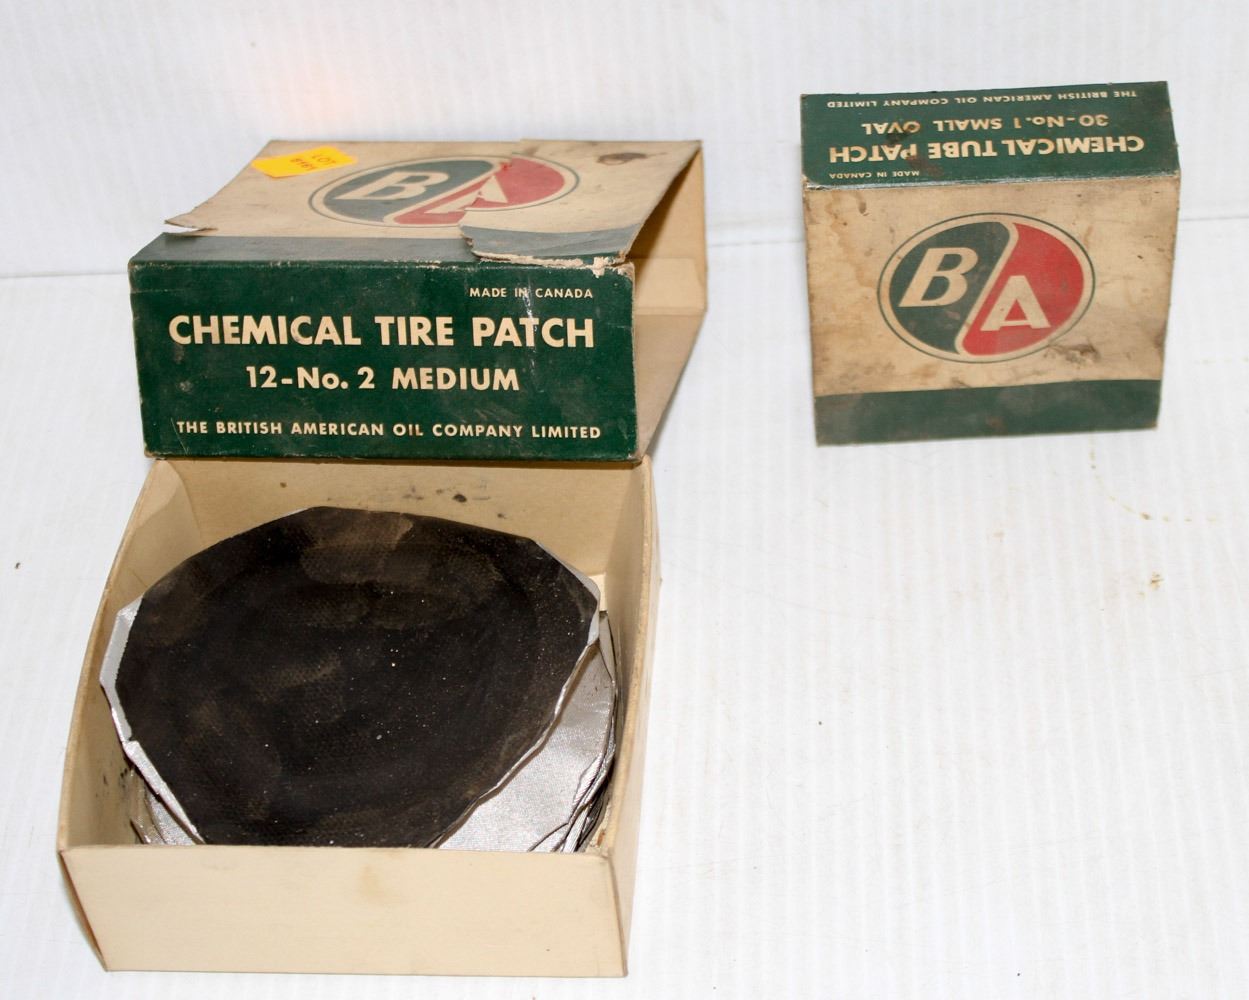 LOT
BA
MADE IN CANADA
CHEMICAL TIRE PATCH
12-No. 2 MEDIUM
THE BRITISH AMERICAN OIL COMPANY LIMITED
THE BRITISH AMERICAN OIL COMPANY LIMITED
30-No. 1 SMALL OVAL
CHEMICAL TUBE PATCH
MADE IN CANADA
BA